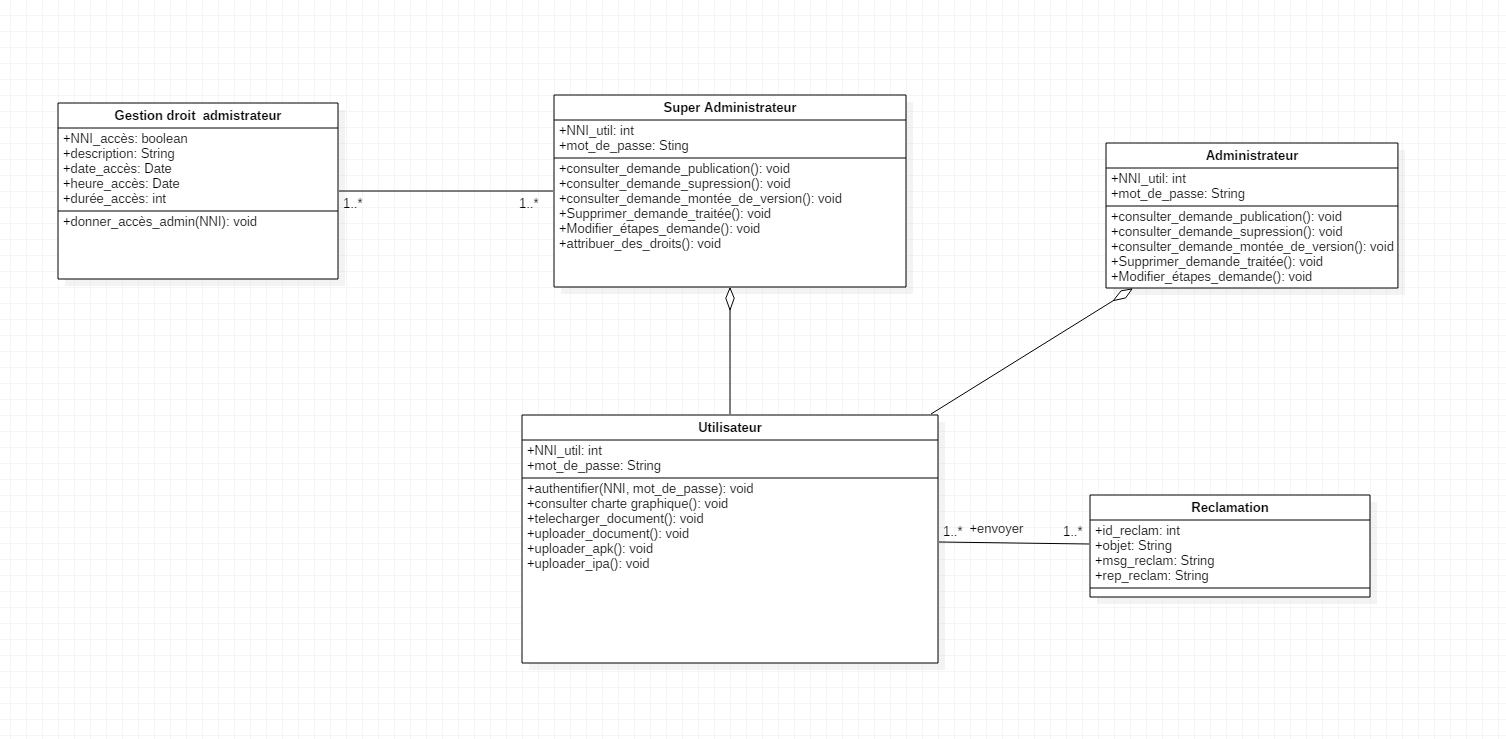 Gestion droit  admistrateur
+NNI_accès: boolean
+description: String
+date_accès: Date
+heure_accès: Date
+durée_accès: int
+donner_accès_admin(NNI): void
1..*
1..*
Super Administrateur
+NNI_util: int
+mot_de_passe: Sting
+consulter_demande_publication(): void
+consulter_demande_supression(): void
+consulter_demande_montée_de_version(): void
+Supprimer_demande_traitée(): void
+Modifier_étapes_demande(): void
+attribuer_des_droits(): void
Administrateur
+NNI_util: int
+mot_de_passe: String
+consulter_demande_publication(): void
+consulter_demande_supression(): void
+consulter_demande_montée_de_version(): void
+Supprimer_demande_traitée(): void
+Modifier_étapes_demande(): void
Utilisateur
+NNI_util: int
+mot_de_passe: String
+authentifier(NNI, mot_de_passe): void
+consulter charte graphique(): void
+telecharger_document(): void
+uploader_document(): void
+uploader_apk(): void
+uploader_ipa(): void
1..* +envoyer 1..*
Reclamation
+id_reclam: int
+objet: String
+msg_reclam: String
+rep_reclam: String